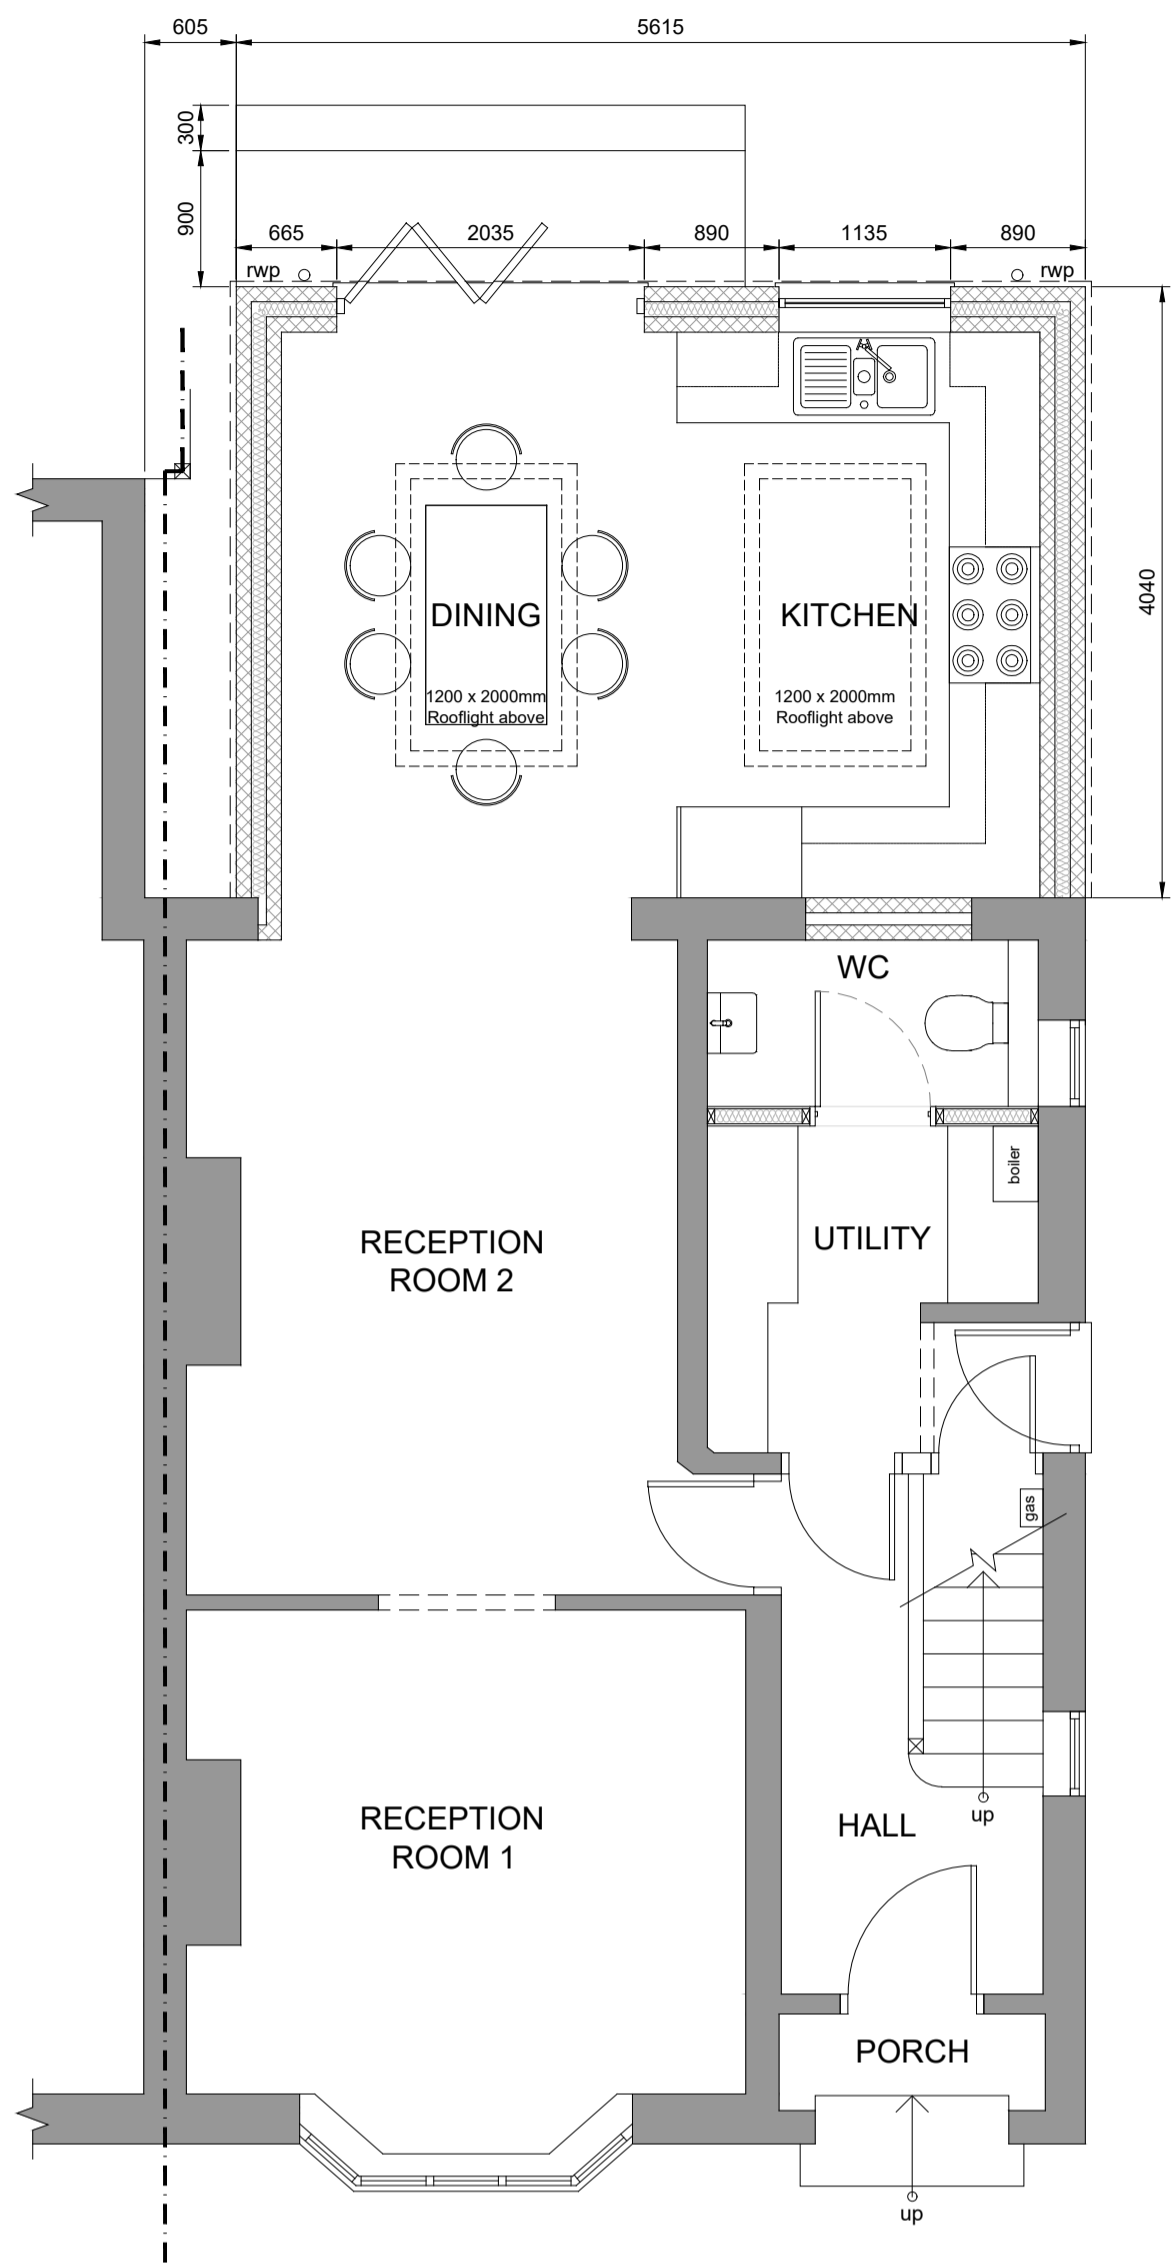 605
5615
300
900
665
2035
890
1135
890
rwp
rwp
4040
DINING
KITCHEN
1200 x 2000mm
Rooflight above
1200 x 2000mm
Rooflight above
WC
boiler
UTILITY
RECEPTION
ROOM 2
gas
up
RECEPTION
ROOM 1
HALL
PORCH
up